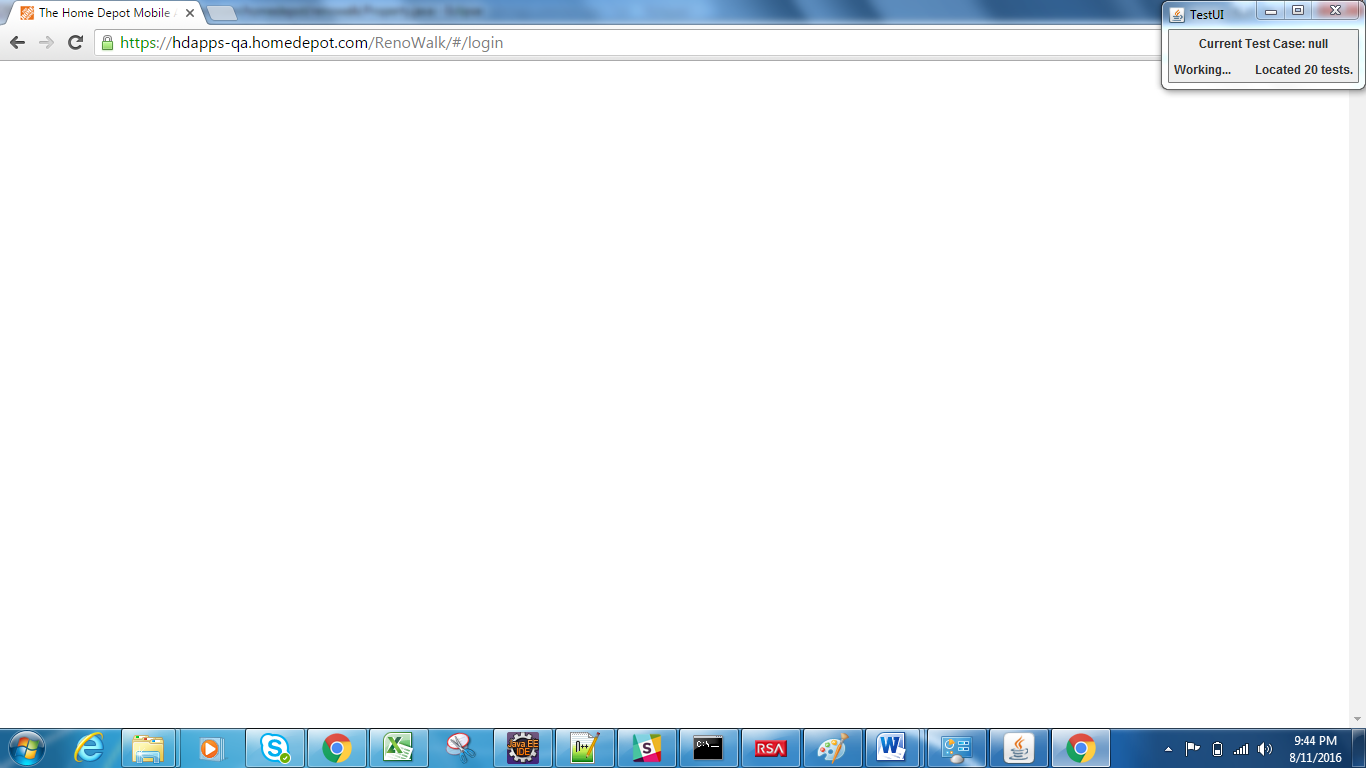 The Home Depot Mobile
https://hdapps-qa.homedepot.com/RenoWalk/#/login
TestUI
Current Test Case: null
Working... Located 20 tests.
Java EE
IDE
N++
S
C:\
RSA
W
9:44 PM
8/11/2016